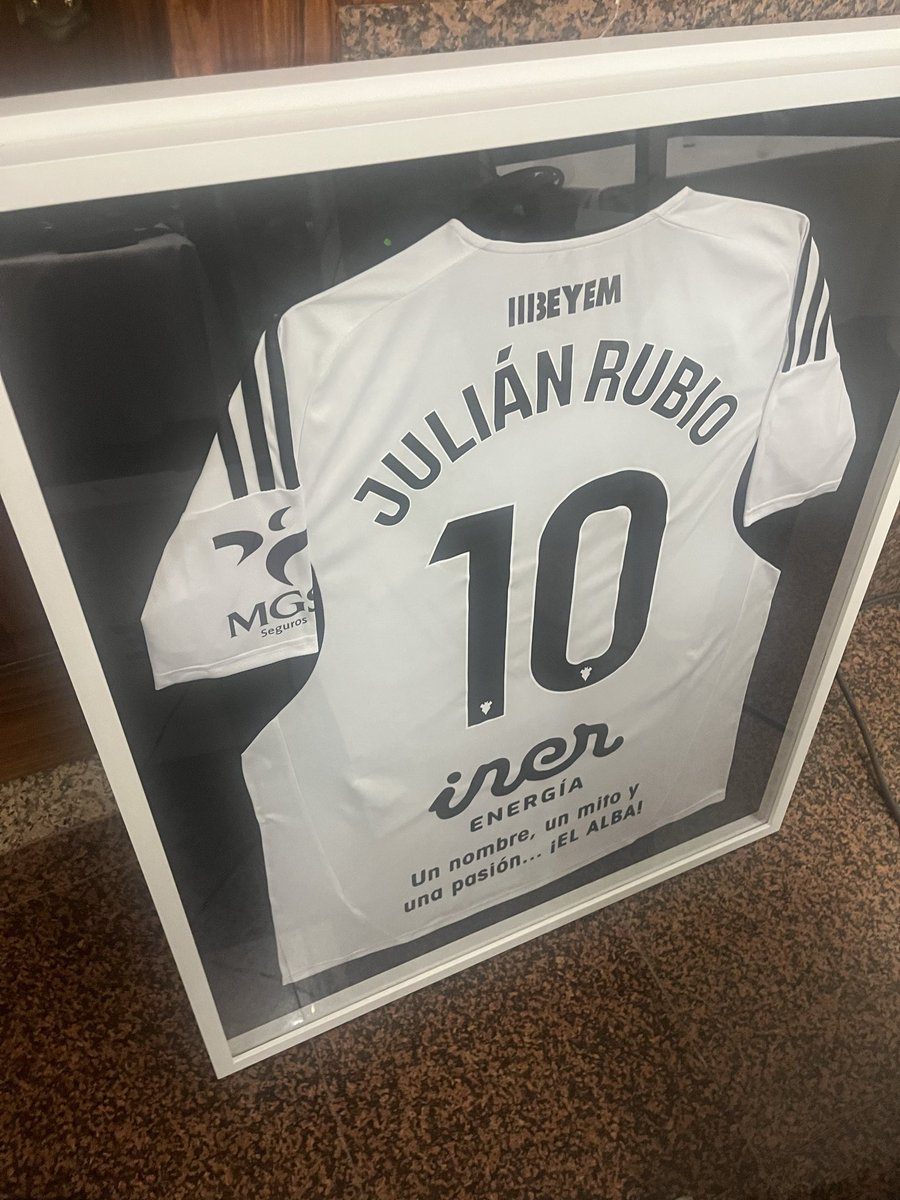 BEYEM
JULIÁN RUBIO
10
MGS
Seguros
iner
ENERGÍA
Un nombre, un mito y
una pasión... ¡EL ALBA!